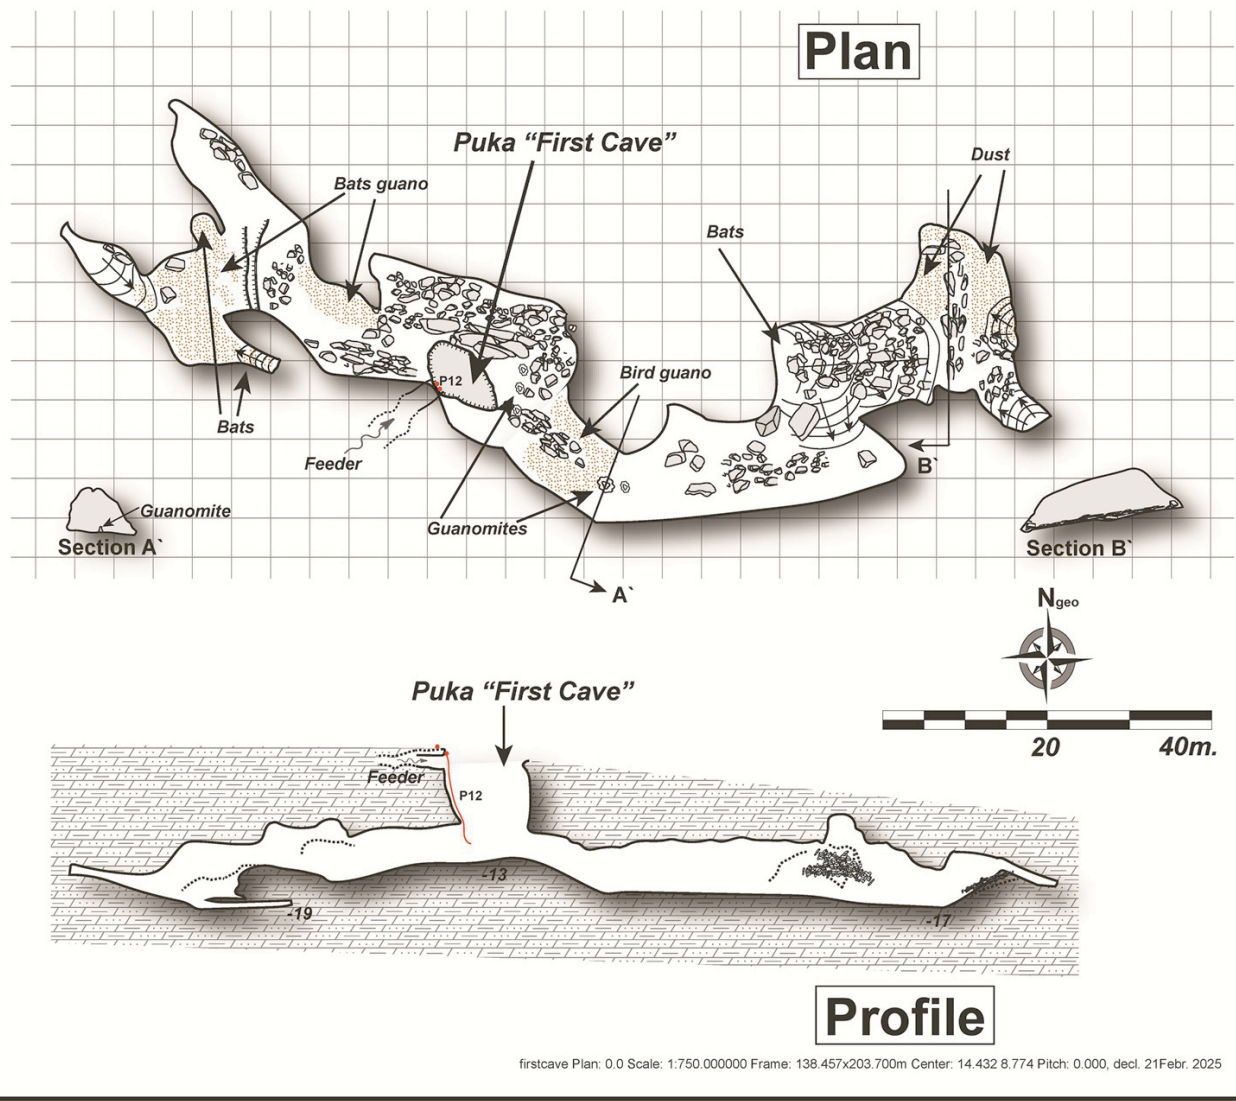 Plan
Puka “First Cave”
Dust
Bats guano
Bats
P12
Bird guano
Bats
Feeder
B`
Guanomite
Guanomites
Section A`
Section B`
A`
Ngeo
Puka “First Cave”
20 40m.
Feeder
P12
-13
-19
-17
Profile
firstcave Plan: 0.0 Scale: 1:750.000000 Frame: 138.457x203.700m Center: 14.432 8.774 Pitch: 0.000, decl. 21Febr. 2025